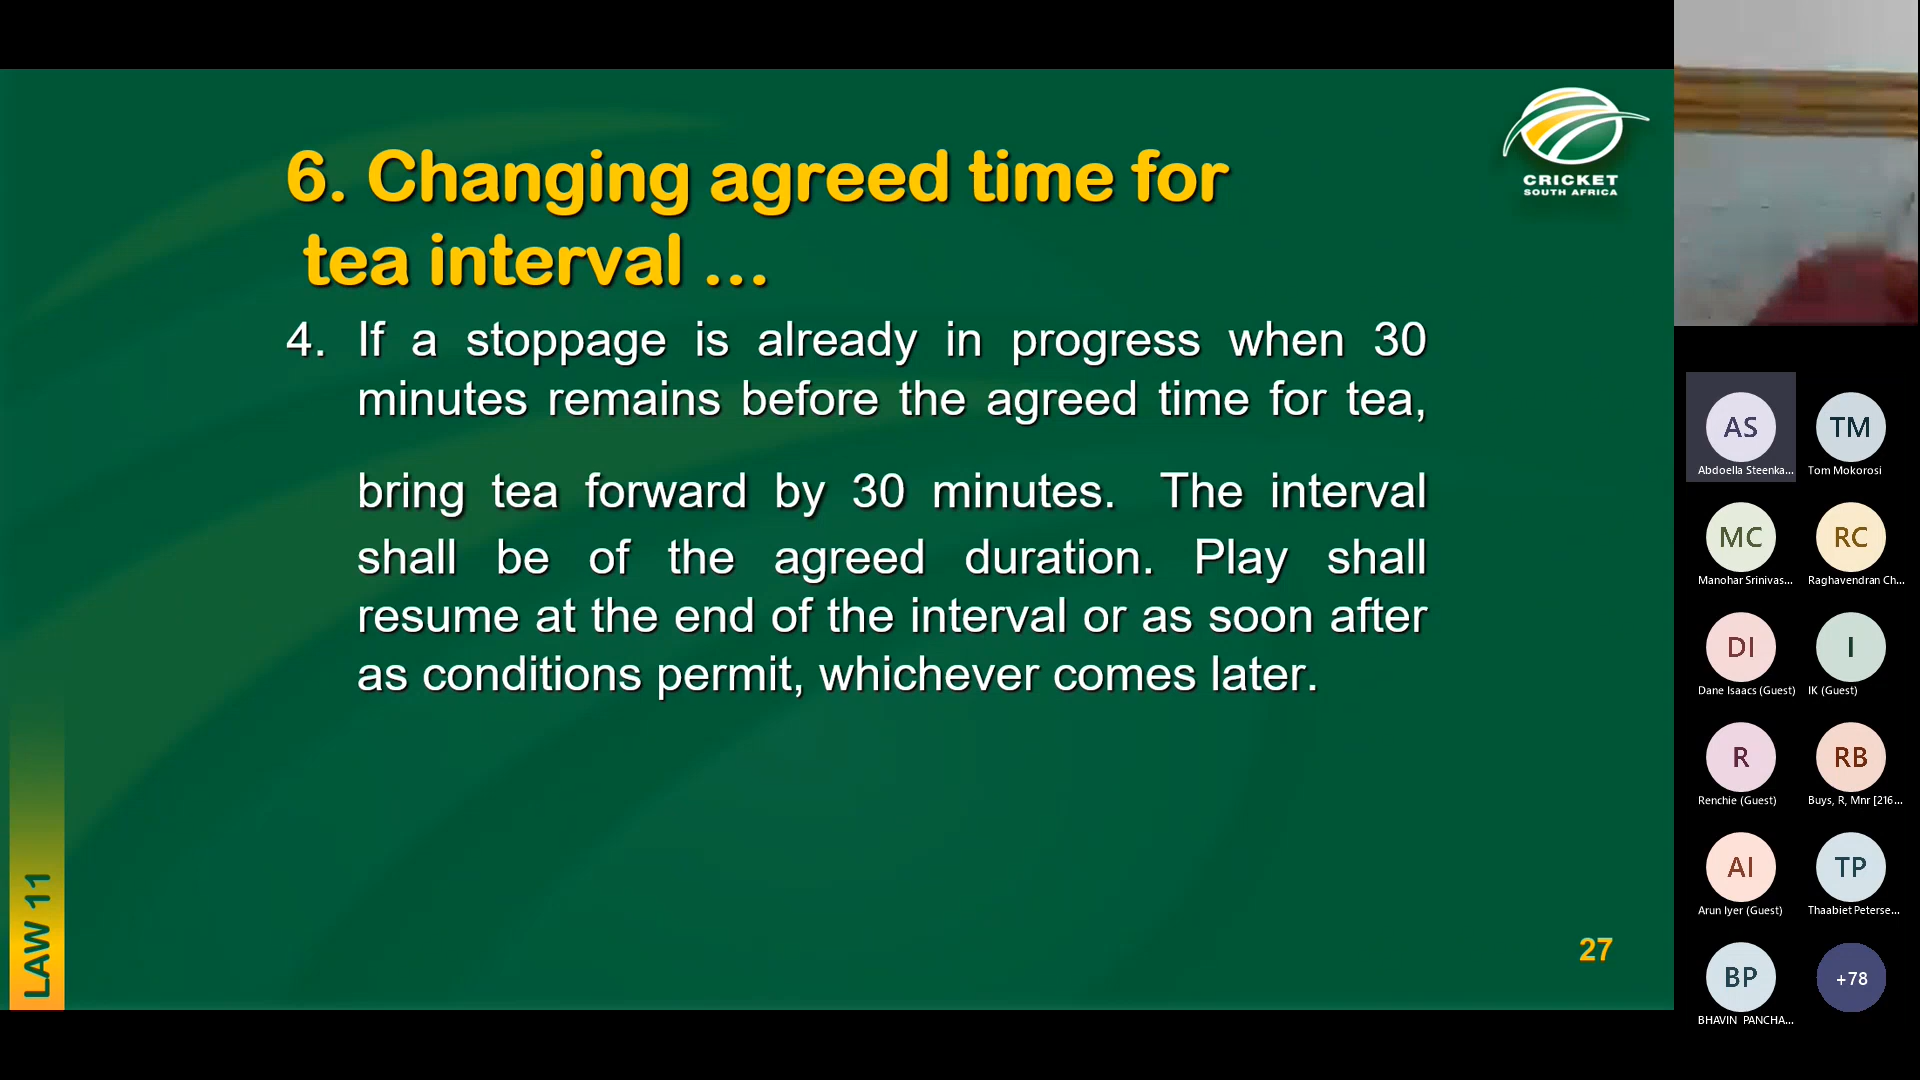 6. Changing agreed time for
tea interval ...
4. If a stoppage is already in progress when 30
minutes remains before the agreed time for tea,
bring tea forward by 30 minutes. The interval
shall be of the agreed duration. Play shall
resume at the end of the interval or as soon after
as conditions permit, whichever comes later.
CRICKET
SOUTH AFRICA
LAW 11
27
AS
Abdoella Steenka...
TM
Tom Mokorosi
MC
Manohar Srinivas...
RC
Raghavendran Ch...
DI
Dane Isaacs (Guest)
I
IK (Guest)
R
Renchie (Guest)
RB
Buys, R, Mnr [216...
AI
Arun Iyer (Guest)
TP
Thaabiet Peterse...
BP
BHAVIN PANCHA...
+78